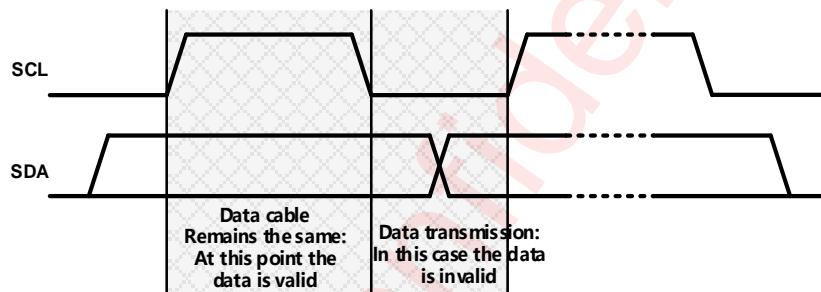 SCL
SDA
Data cable
Remains the same:
At this point the
data is valid
Data transmission:
In this case the data
is invalid